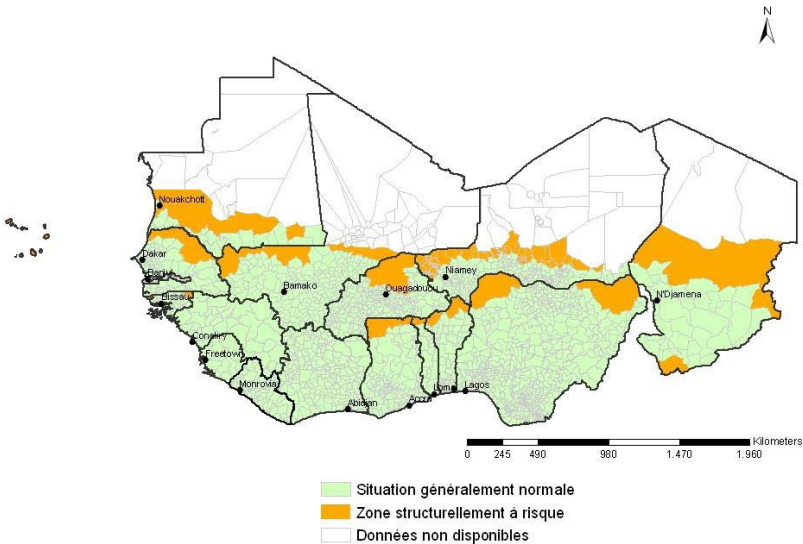 N
Nouakchott
Dakar
Banjul
Bissau
Bamako
Ouagadougou
Niamey
N'Djamena
Conakry
Freetown
Monrovia
Abidjan
Accra
Lom
Lagos
Kilometers
0 245 490 980 1.470 1.960
Situation généralement normale
Zone structurellement à risque
Données non disponibles